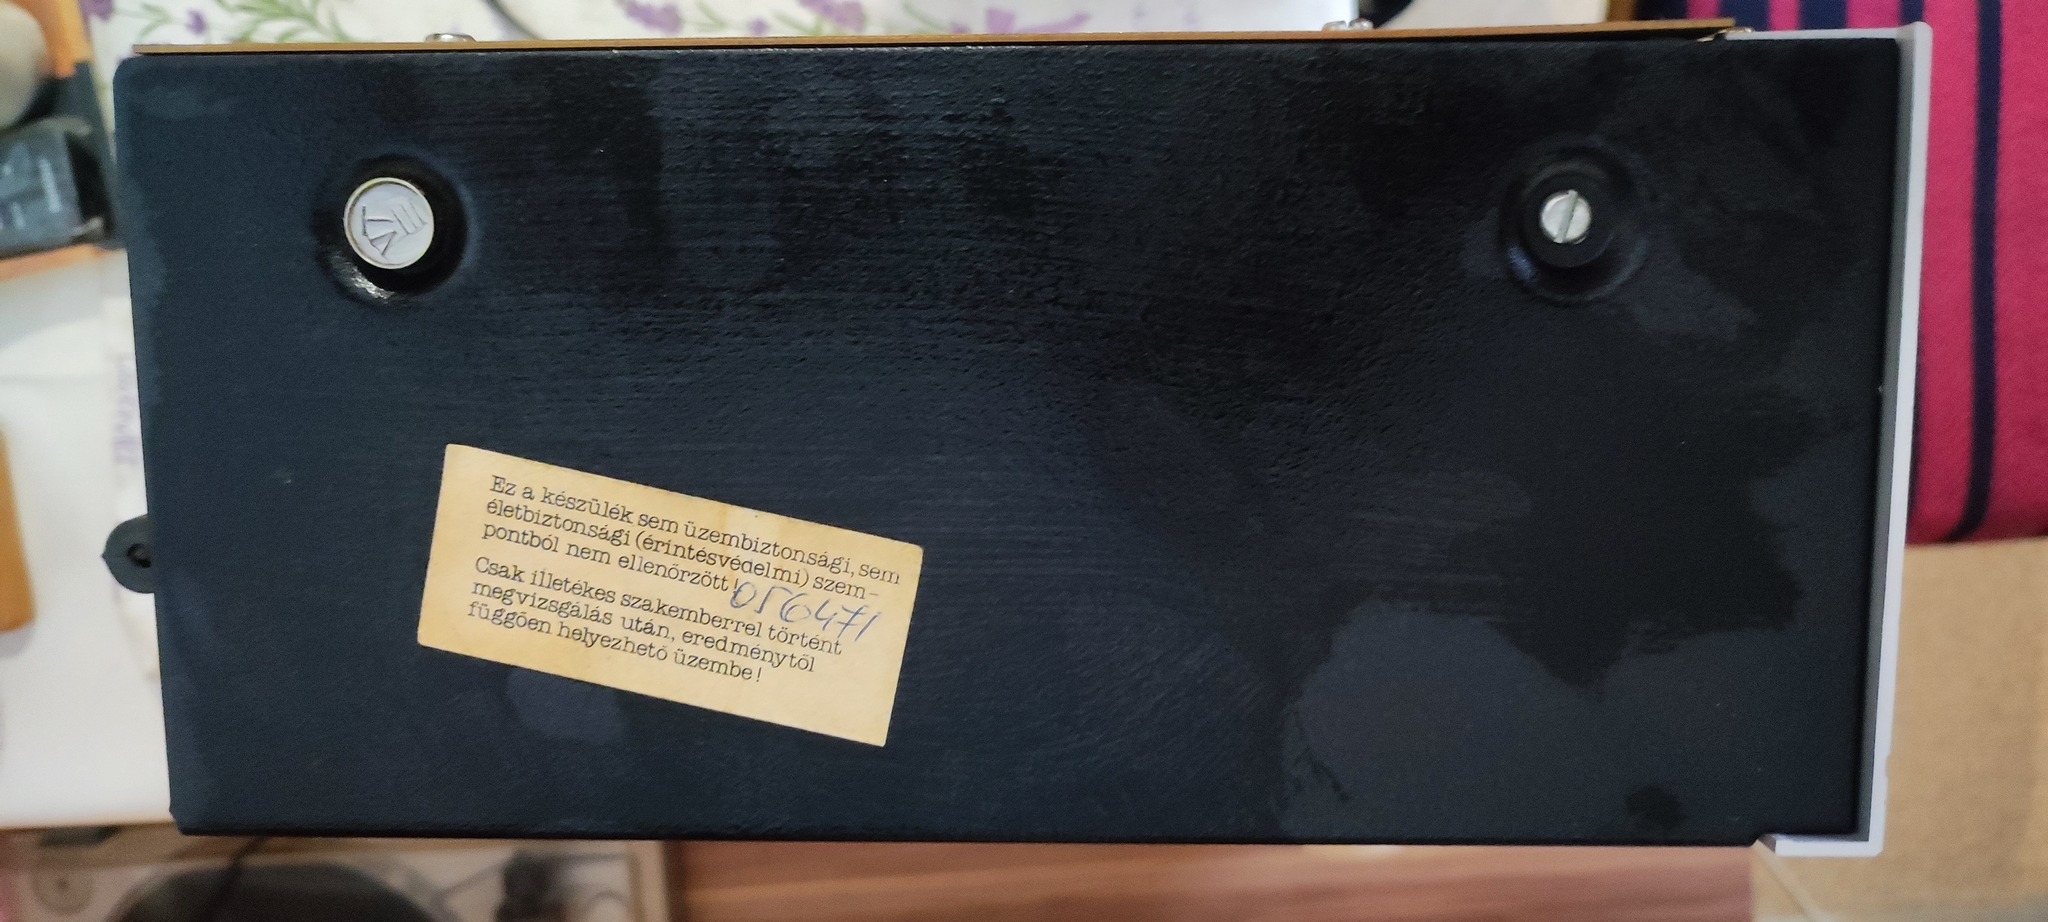 Ez a készülék sem üzembiztonsági, sem
életbiztonsági (érintésvédelmi) szem-
pontból nem ellenőrzött!
056471
Csak illetékes szakemberrel történt
megvizsgálás után, eredménytől
függően helyezhető üzembe!